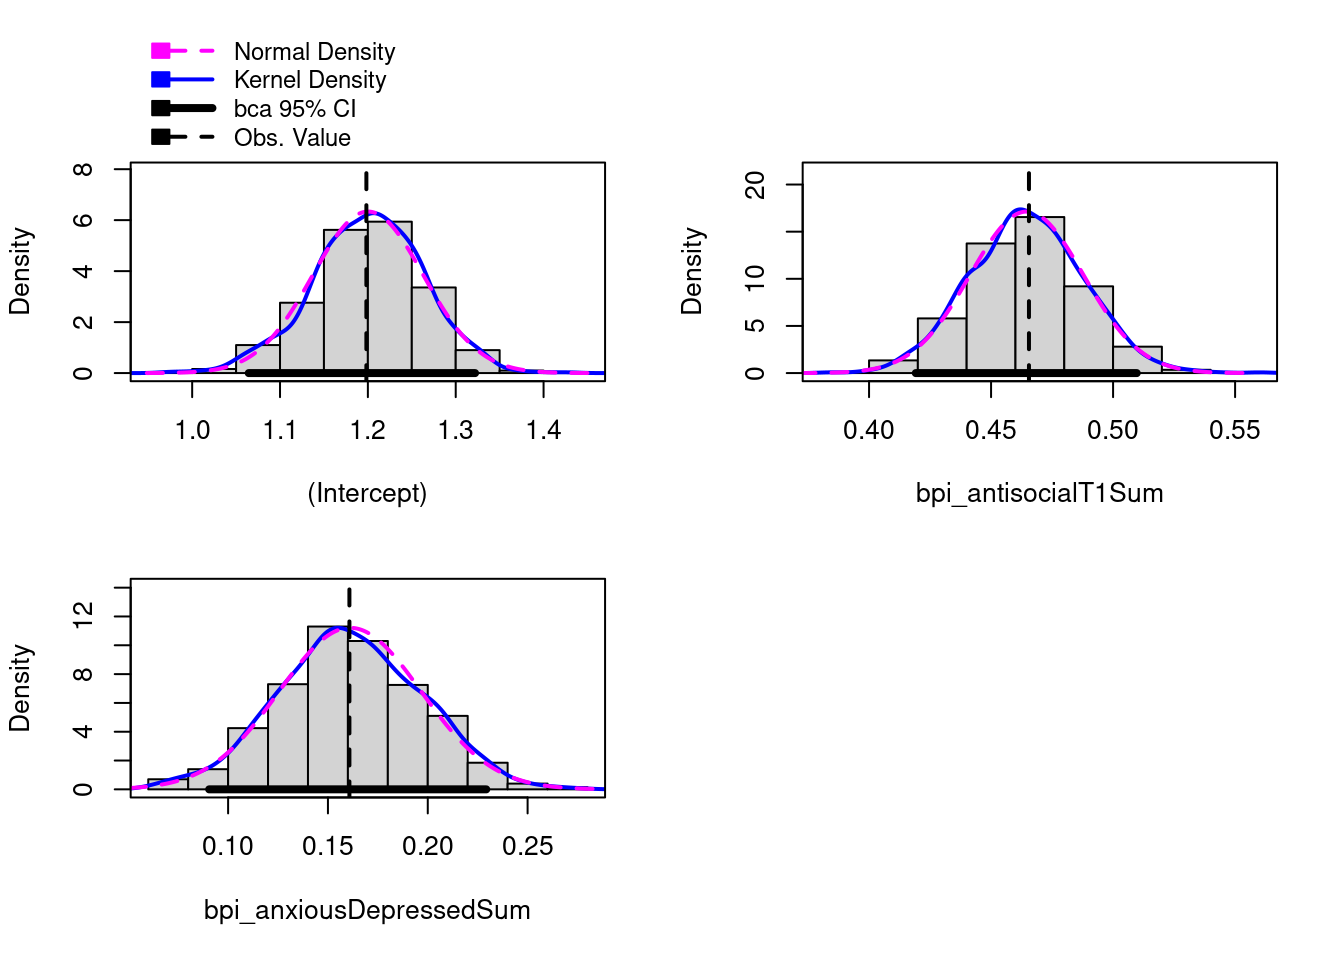 Normal Density
Kernel Density
bca 95% CI
Obs. Value
Density
0 2 4 6 8
1.0 1.1 1.2 1.3 1.4
(Intercept)
Density
0 5 10 20
0.40 0.45 0.50 0.55
bpi_antisocialT1Sum
Density
0 4 8 12
0.10 0.15 0.20 0.25
bpi_anxiousDepressedSum